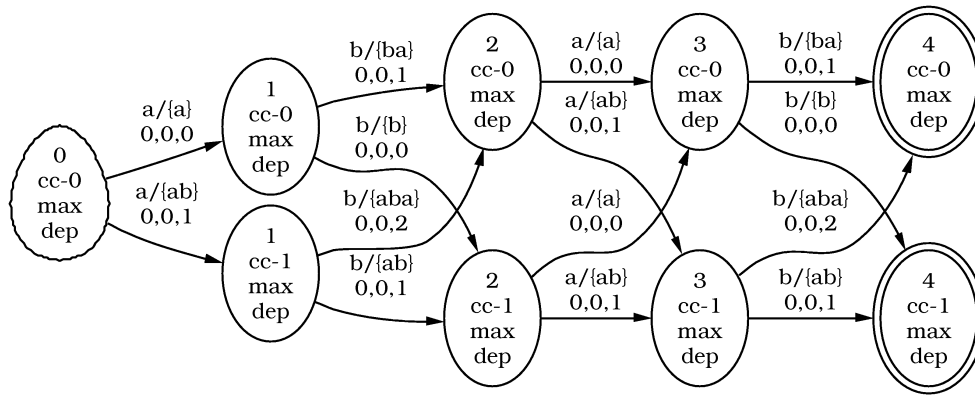 0
cc-0
max
dep
a/{a}
0,0,0
a/{ab}
0,0,1
1
cc-0
max
dep
1
cc-1
max
dep
b/{ba}
0,0,1
b/{b}
0,0,0
b/{aba}
0,0,2
b/{ab}
0,0,1
2
cc-0
max
dep
2
cc-1
max
dep
a/{a}
0,0,0
a/{ab}
0,0,1
a/{a}
0,0,0
a/{ab}
0,0,1
3
cc-0
max
dep
3
cc-1
max
dep
b/{ba}
0,0,1
b/{b}
0,0,0
b/{aba}
0,0,2
b/{ab}
0,0,1
4
cc-0
max
dep
4
cc-1
max
dep